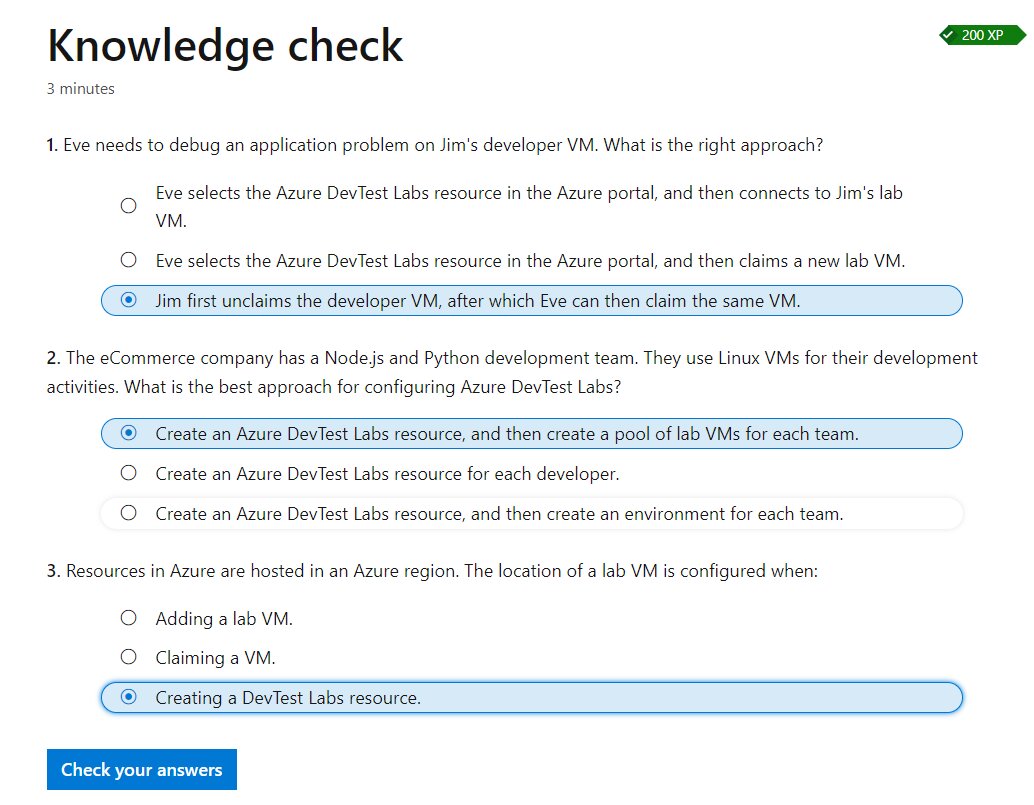 Knowledge check
200 XP
3 minutes
1. Eve needs to debug an application problem on Jim's developer VM. What is the right approach?
Eve selects the Azure DevTest Labs resource in the Azure portal, and then connects to Jim's lab
VM.
Eve selects the Azure DevTest Labs resource in the Azure portal, and then claims a new lab VM.
Jim first unclaims the developer VM, after which Eve can then claim the same VM.
2. The eCommerce company has a Node.js and Python development team. They use Linux VMs for their development
activities. What is the best approach for configuring Azure DevTest Labs?
Create an Azure DevTest Labs resource, and then create a pool of lab VMs for each team.
Create an Azure DevTest Labs resource for each developer.
Create an Azure DevTest Labs resource, and then create an environment for each team.
3. Resources in Azure are hosted in an Azure region. The location of a lab VM is configured when:
Adding a lab VM.
Claiming a VM.
Creating a DevTest Labs resource.
Check your answers